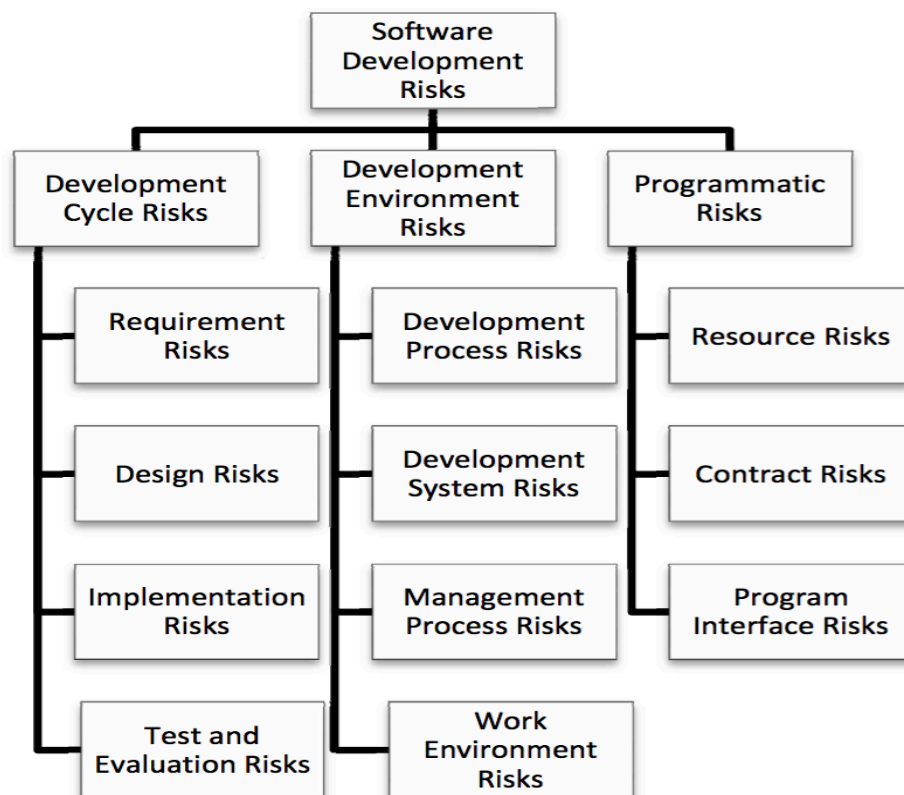 Software
Development
Risks
Development
Cycle Risks
Development
Environment
Risks
Programmatic
Risks
Requirement
Risks
Development
Process Risks
Resource Risks
Design Risks
Development
System Risks
Contract Risks
Implementation
Risks
Management
Process Risks
Program
Interface Risks
Test and
Evaluation Risks
Work
Environment
Risks